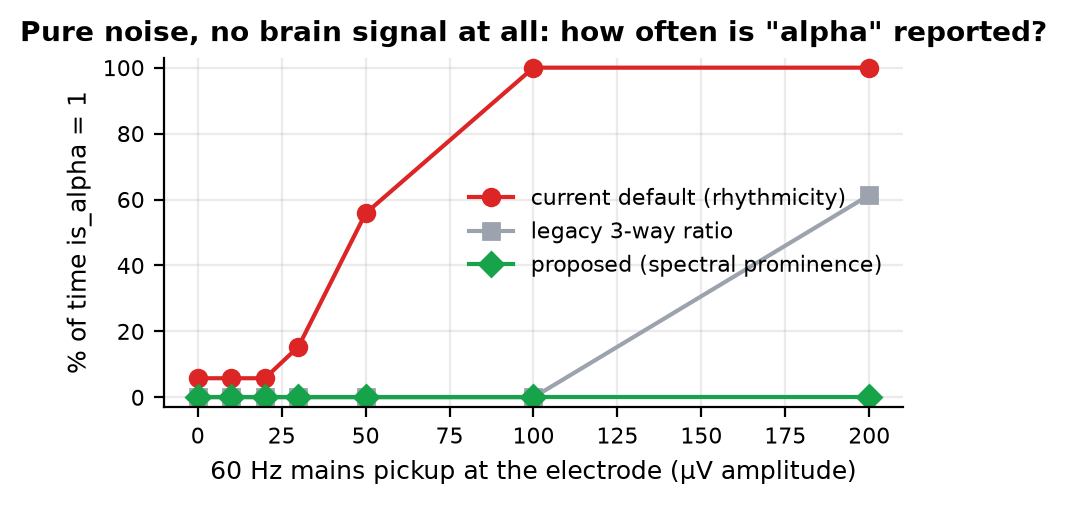 Pure noise, no brain signal at all: how often is "alpha" reported?
% of time is_alpha = 1
100
80
60
40
20
0
current default (rhythmicity)
legacy 3-way ratio
proposed (spectral prominence)
0 25 50 75 100 125 150 175 200
60 Hz mains pickup at the electrode (µV amplitude)